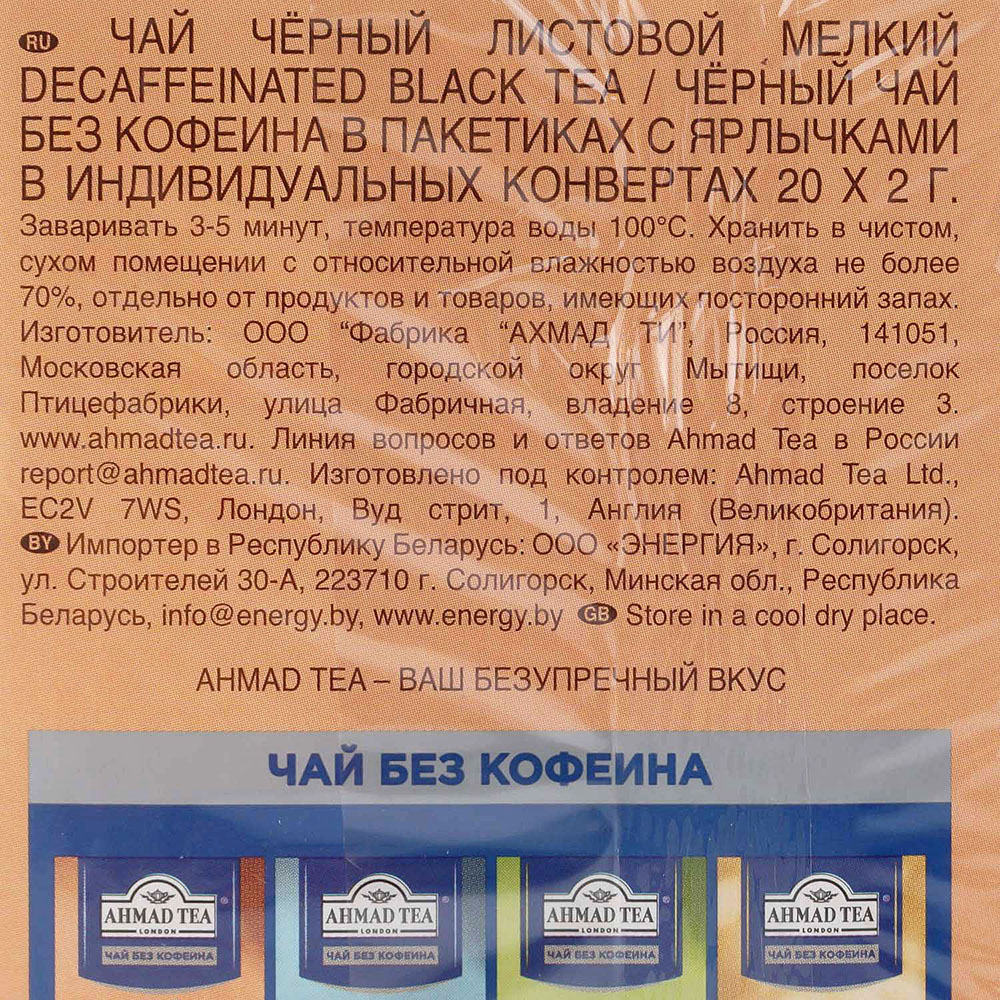 RU ЧАЙ ЧЁРНЫЙ ЛИСТОВОЙ МЕЛКИЙ
DECAFFEINATED BLACK TEA / ЧЁРНЫЙ ЧАЙ
БЕЗ КОФЕИНА В ПАКЕТИКАХ С ЯРЛЫЧКАМИ
В ИНДИВИДУАЛЬНЫХ КОНВЕРТАХ 20 X 2 Г.
Заваривать 3-5 минут, температура воды 100°C. Хранить в чистом,
сухом помещении с относительной влажностью воздуха не более
70%, отдельно от продуктов и товаров, имеющих посторонний запах.
Изготовитель: ООО “Фабрика “АХМАД ТИ”, Россия, 141051,
Московская область, городской округ Мытищи, поселок
Птицефабрики, улица Фабричная, владение 8, строение 3.
www.ahmadtea.ru. Линия вопросов и ответов Ahmad Tea в России
report@ahmadtea.ru. Изготовлено под контролем: Ahmad Tea Ltd.,
EC2V 7WS, Лондон, Вуд стрит, 1, Англия (Великобритания).
BY Импортер в Республику Беларусь: ООО «ЭНЕРГИЯ», г. Солигорск,
ул. Строителей 30-А, 223710 г. Солигорск, Минская обл., Республика
Беларусь, info@energy.by, www.energy.by GB Store in a cool dry place.
AHMAD TEA – ВАШ БЕЗУПРЕЧНЫЙ ВКУС
ЧАЙ БЕЗ КОФЕИНА
AHMAD TEA® AHMAD TEA® AHMAD TEA® AHMAD TEA®
LONDON LONDON LONDON LONDON
ЧАЙ БЕЗ КОФЕИНА ЧАЙ БЕЗ КОФЕИНА ЧАЙ БЕЗ КОФЕИНА ЧАЙ БЕЗ КОФЕИНА